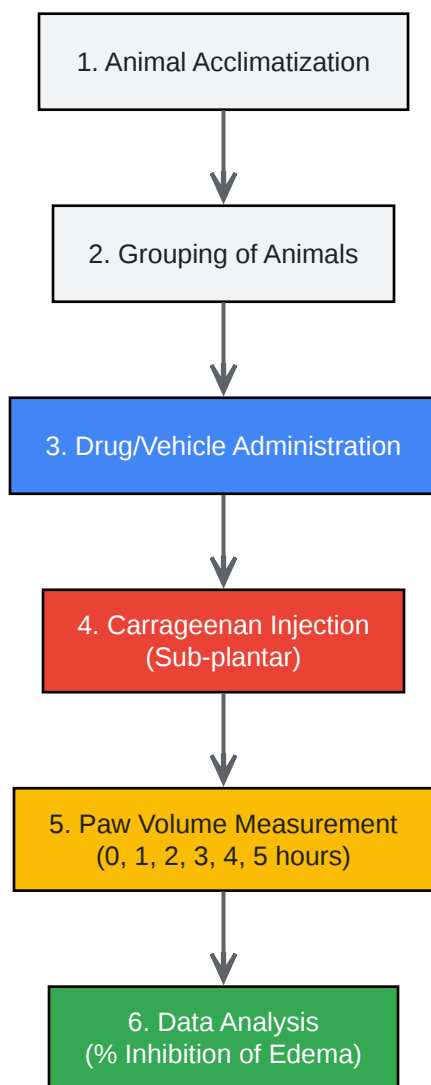 1. Animal Acclimatization
2. Grouping of Animals
3. Drug/Vehicle Administration
4. Carrageenan Injection
(Sub-plantar)
5. Paw Volume Measurement
(0, 1, 2, 3, 4, 5 hours)
6. Data Analysis
(% Inhibition of Edema)